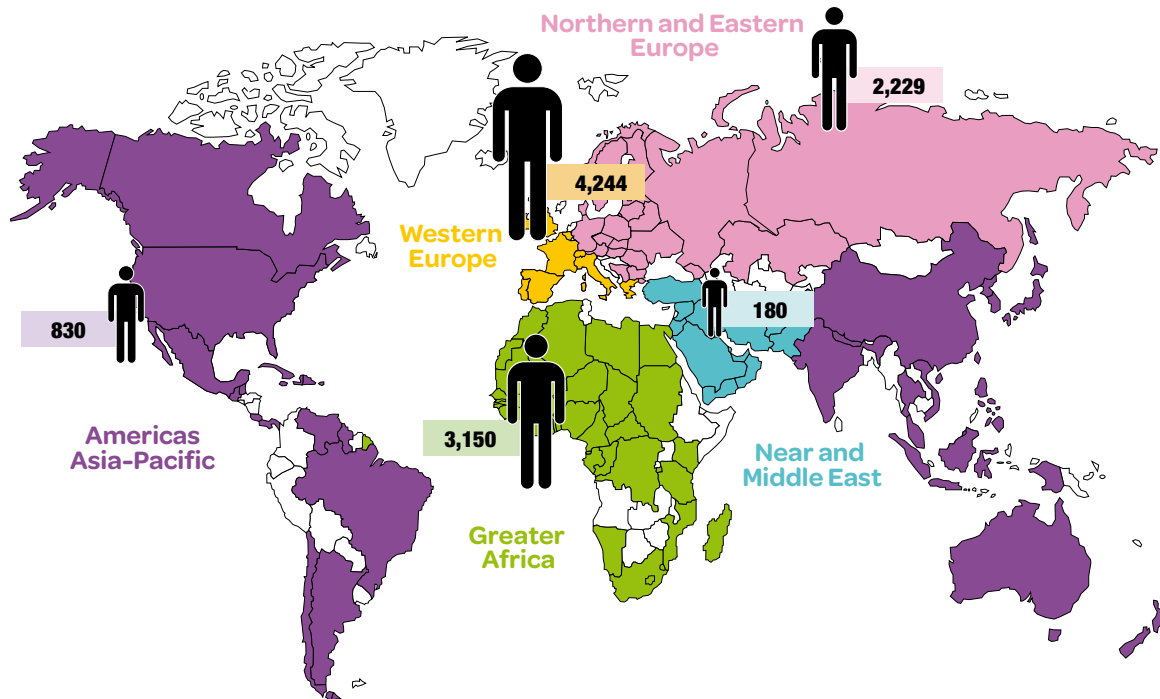 Northern and Eastern
Europe
2,229
4,244
Western
Europe
830
180
Americas
Asia-Pacific
3,150
Near and
Middle East
Greater
Africa